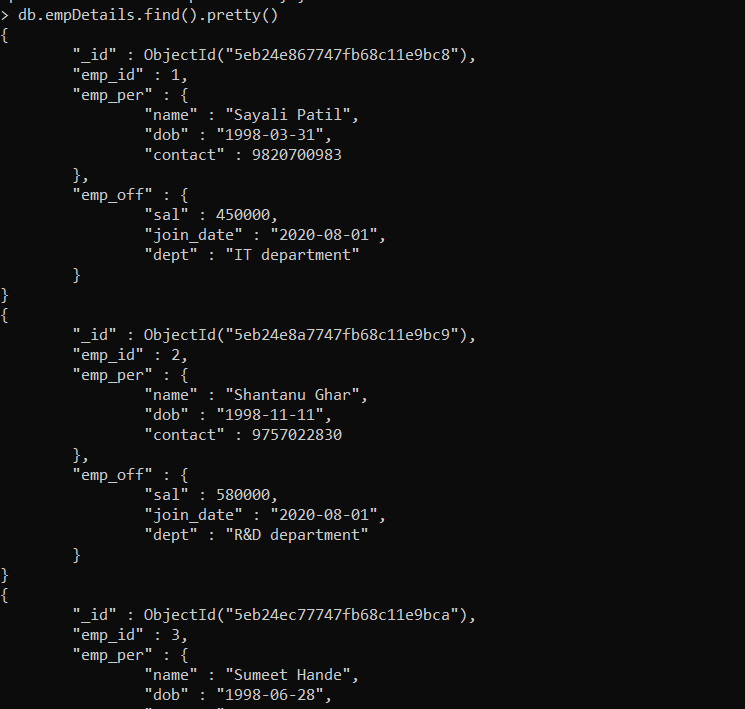 > db.empDetails.find().pretty()
{
        "_id" : ObjectId("5eb24e867747fb68c11e9bc8"),
        "emp_id" : 1,
        "emp_per" : {
                "name" : "Sayali Patil",
                "dob" : "1998-03-31",
                "contact" : 9820700983
        },
        "emp_off" : {
                "sal" : 450000,
                "join_date" : "2020-08-01",
                "dept" : "IT department"
        }
}
{
        "_id" : ObjectId("5eb24e8a7747fb68c11e9bc9"),
        "emp_id" : 2,
        "emp_per" : {
                "name" : "Shantanu Ghar",
                "dob" : "1998-11-11",
                "contact" : 9757022830
        },
        "emp_off" : {
                "sal" : 580000,
                "join_date" : "2020-08-01",
                "dept" : "R&D department"
        }
}
{
        "_id" : ObjectId("5eb24ec77747fb68c11e9bca"),
        "emp_id" : 3,
        "emp_per" : {
                "name" : "Sumeet Hande",
                "dob" : "1998-06-28",